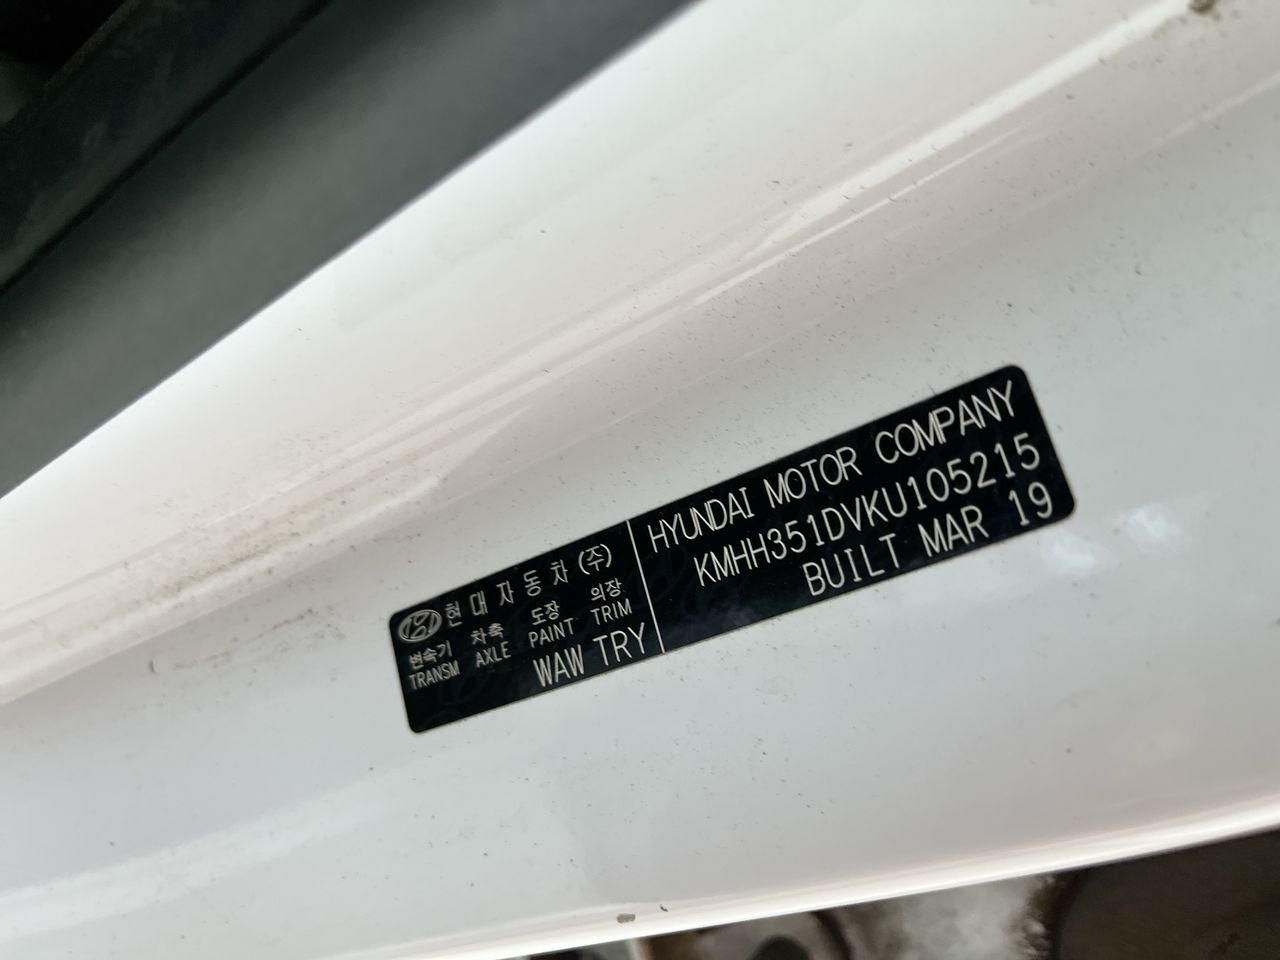 현대자동차(주)
변속기 차축 도장 의장
TRANSM AXLE PAINT TRIM
WAW TRY
HYUNDAI MOTOR COMPANY
KMHH351DVKU105215
BUILT MAR 19